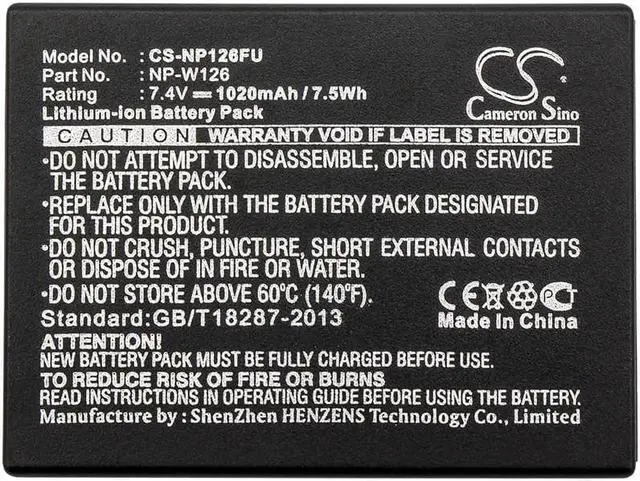 Model No. : CS-NP126FU
Part No. : NP-W126
Rating : 7.4V⎓1020mAh / 7.5Wh
Lithium-ion Battery Pack
CS
Cameron Sino
CAUTION WARRANTY VOID IF LABEL IS REMOVED
•DO NOT ATTEMPT TO DISASSEMBLE, OPEN OR SERVICE
THE BATTERY PACK.
•REPLACE ONLY WITH THE BATTERY PACK DESIGNATED
FOR THIS PRODUCT.
•DO NOT CRUSH, PUNCTURE, SHORT EXTERNAL CONTACTS
OR DISPOSE OF IN FIRE OR WATER.
•DO NOT STORE ABOVE 60°C (140°F).
Standard:GB/T18287-2013
CE PCT
Made In China
ATTENTION!
NEW BATTERY PACK MUST BE FULLY CHARGED BEFORE USE.
TO REDUCE RISK OF FIRE OR BURNS
READ INSTRUCTIONS IN OPERATING MANUAL BEFORE USING THE BATTERY.
Manufacture by : ShenZhen HENZENS Technology Co., Limited